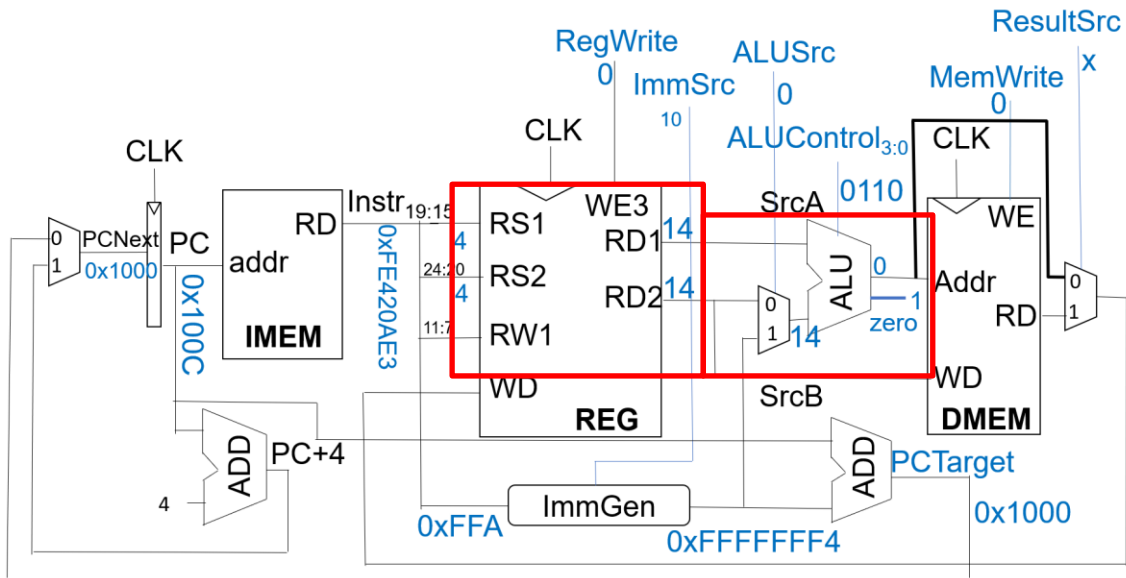 ResultSrc
x
RegWrite
0
ALUSrc
0
ImmSrc
10
MemWrite
0
CLK
CLK
ALUControl3:0
0110
CLK
Instr
19:15
RS1
WE3
SrcA
WE
RD
4
RD1
14
0
1
PCNext
0x1000
PC
addr
0xFE420AE3
24:20
RS2
4
RD2
14
0
1
14
ALU
0
1
zero
Addr
RD
0
1
0x100C
IMEM
11:7
RW1
WD
REG
SrcB
WD
DMEM
ADD
PC+4
4
ADD
PCTarget
ImmGen
0xFFA
0xFFFFFFF4
0x1000